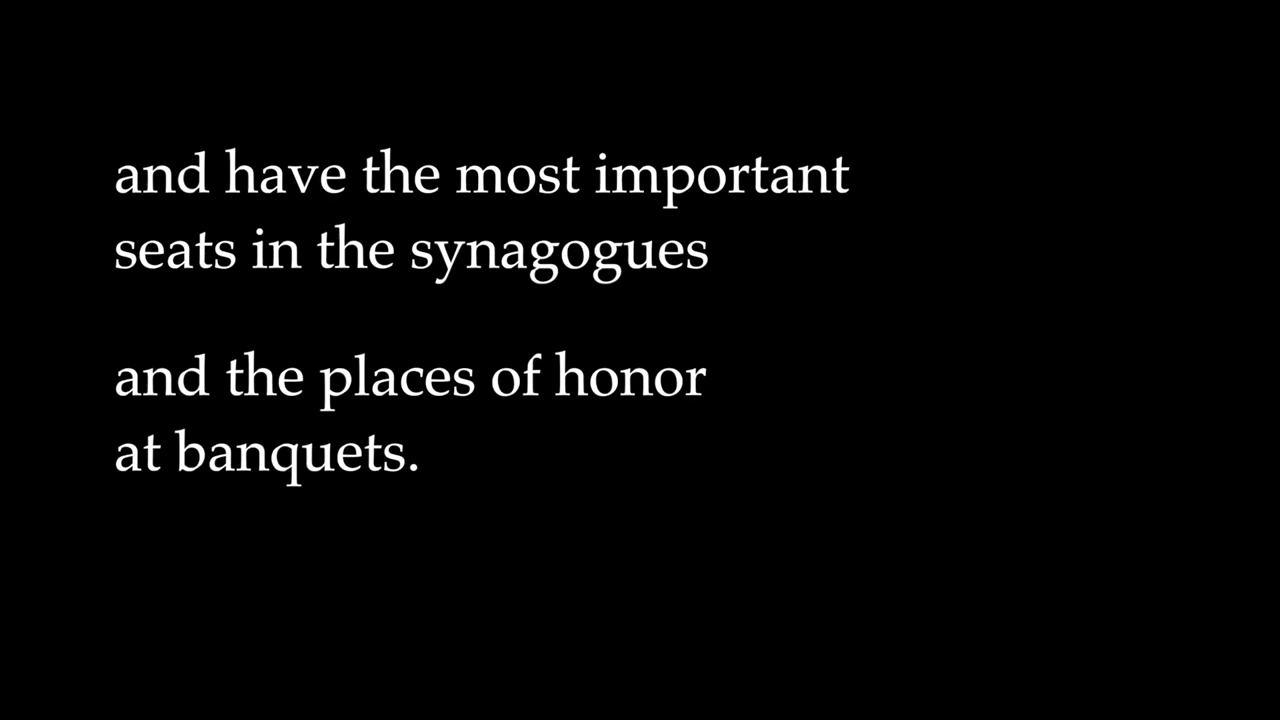 and have the most important
seats in the synagogues
and the places of honor
at banquets.